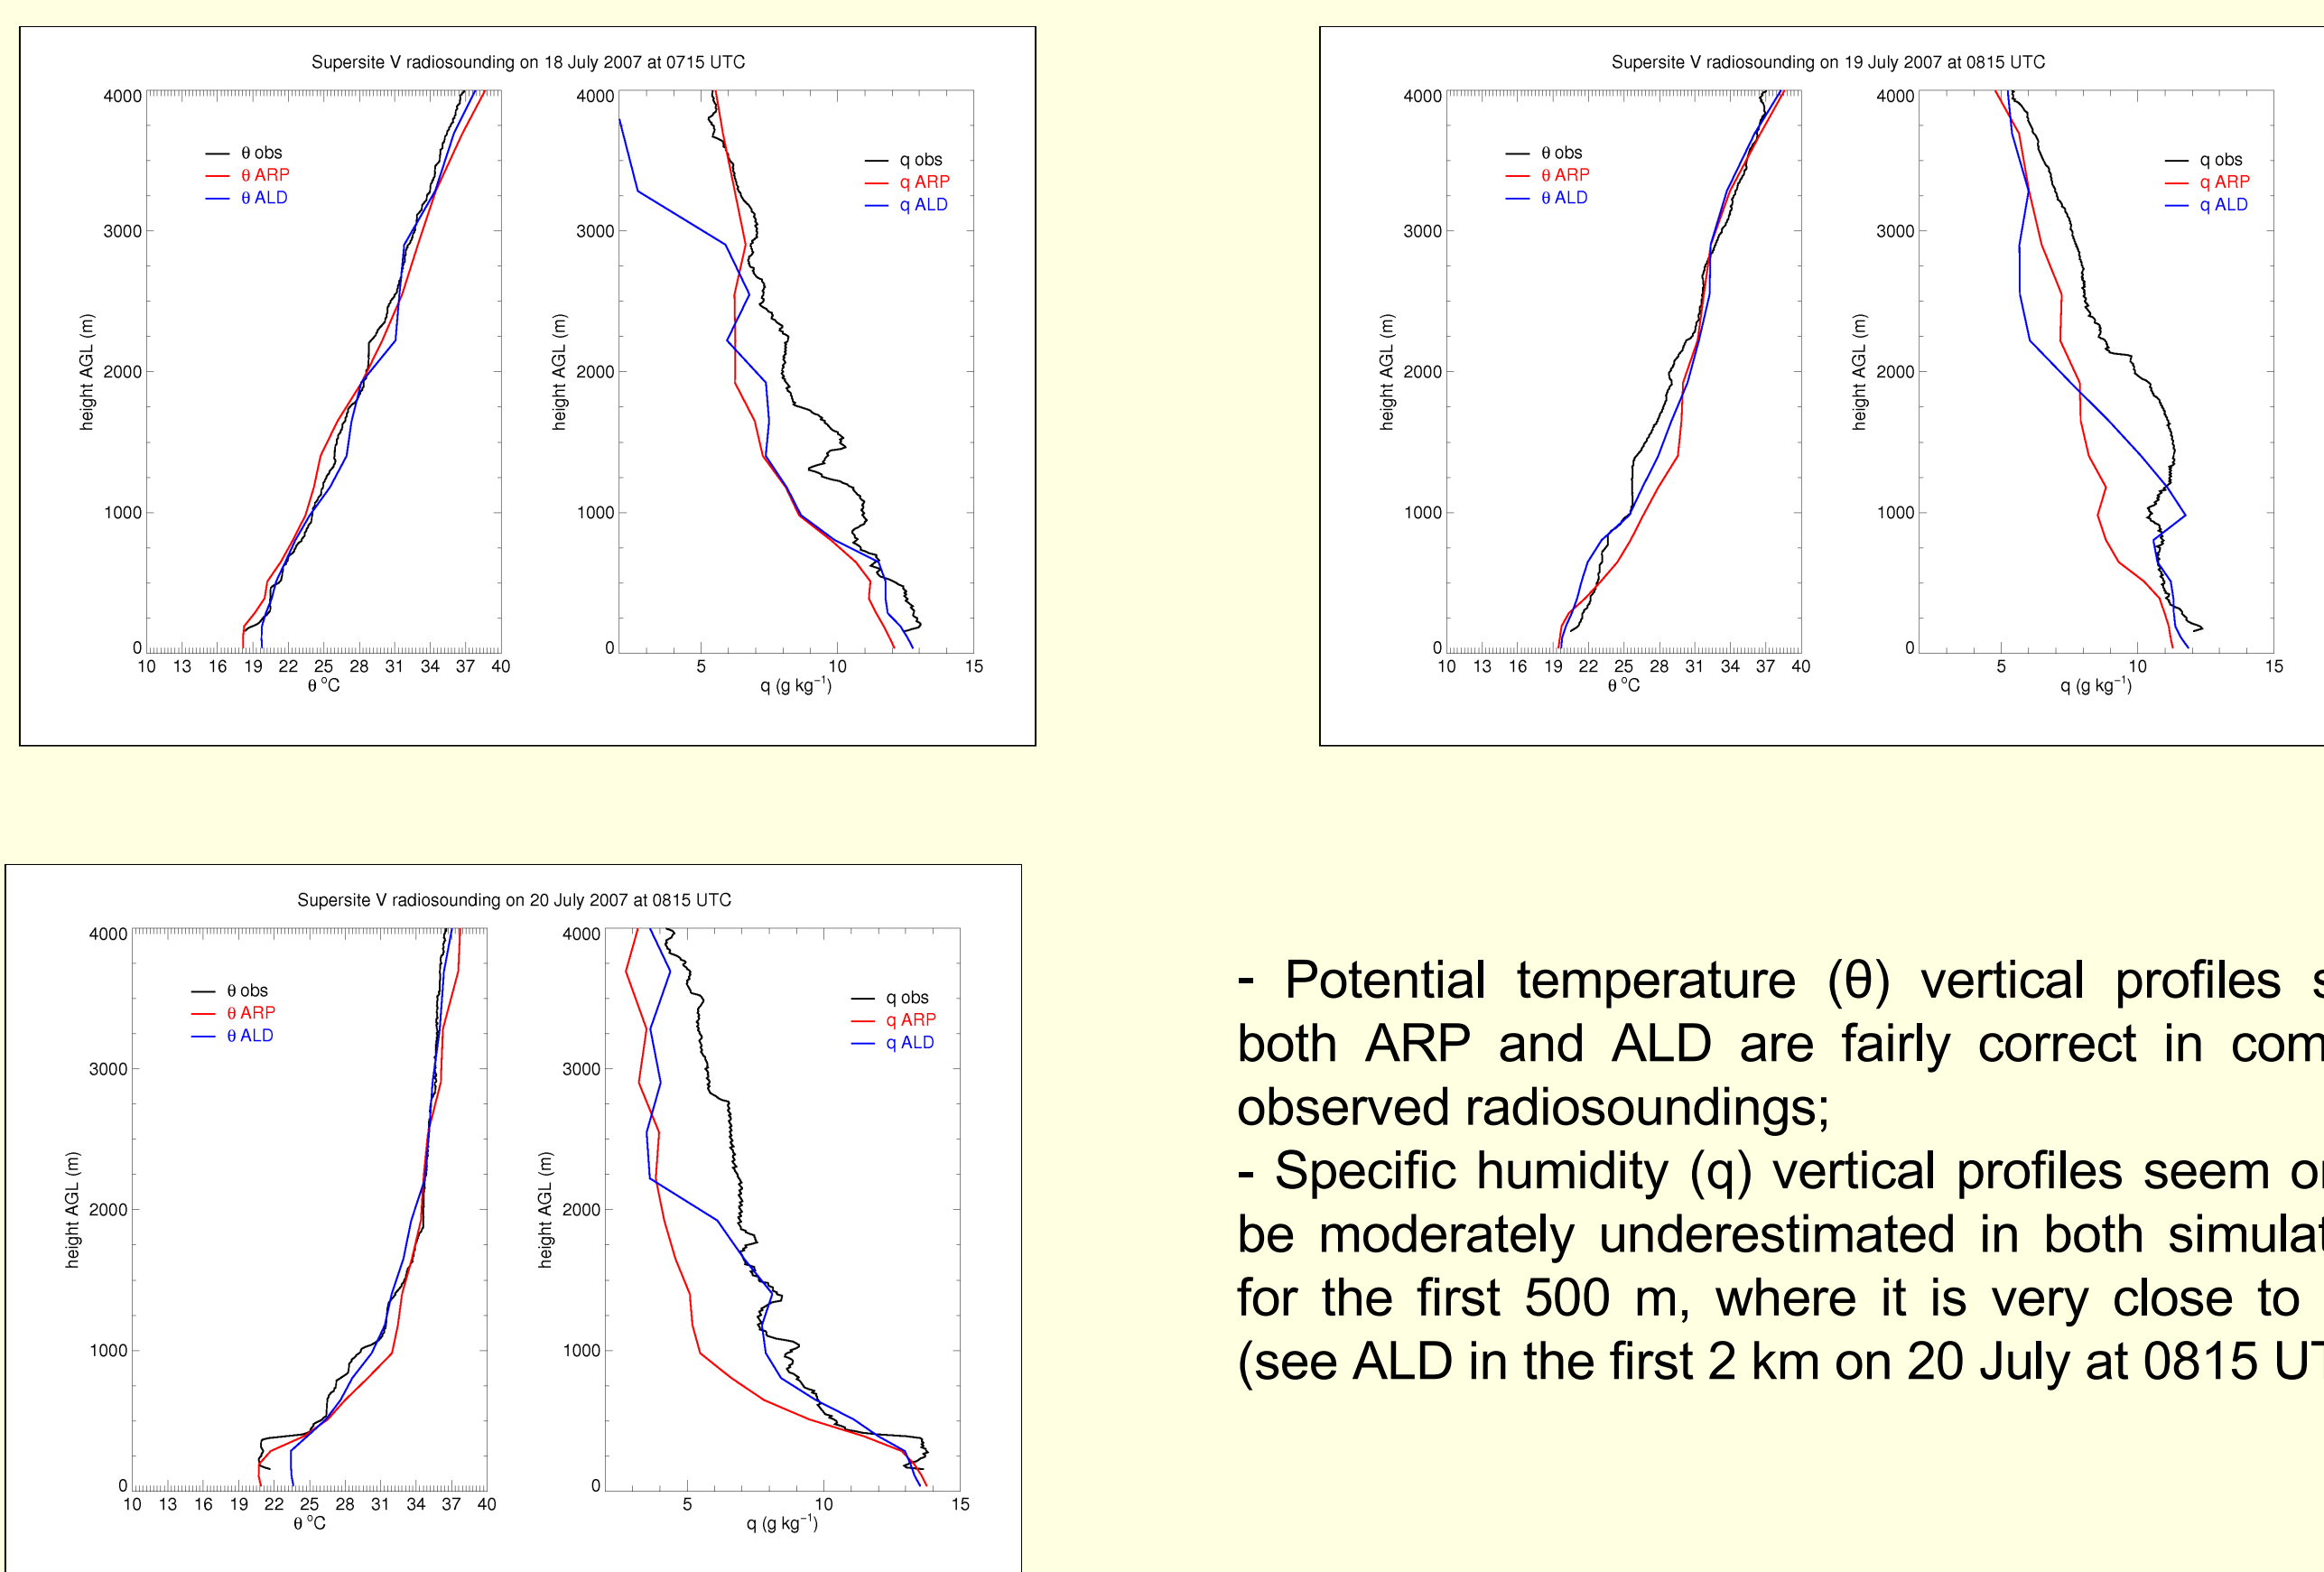 Supersite V radiosounding on 18 July 2007 at 0715 UTC
4000
3000
2000
1000
0
height AGL (m)
θ obs
θ ARP
θ ALD
10 13 16 19 22 25 28 31 34 37 40
θ °C
4000
3000
2000
1000
0
height AGL (m)
q obs
q ARP
q ALD
5 10 15
q (g kg⁻¹)
Supersite V radiosounding on 19 July 2007 at 0815 UTC
4000
3000
2000
1000
0
height AGL (m)
θ obs
θ ARP
θ ALD
10 13 16 19 22 25 28 31 34 37 40
θ °C
4000
3000
2000
1000
0
height AGL (m)
q obs
q ARP
q ALD
5 10 15
q (g kg⁻¹)
Supersite V radiosounding on 20 July 2007 at 0815 UTC
4000
3000
2000
1000
0
height AGL (m)
θ obs
θ ARP
θ ALD
10 13 16 19 22 25 28 31 34 37 40
θ °C
4000
3000
2000
1000
0
height AGL (m)
q obs
q ARP
q ALD
5 10 15
q (g kg⁻¹)
- Potential temperature (θ) vertical profiles
both ARP and ALD are fairly correct in
observed radiosoundings;
- Specific humidity (q) vertical profiles seem
be moderately underestimated in both
for the first 500 m, where it is very close to
(see ALD in the first 2 km on 20 July at 0815